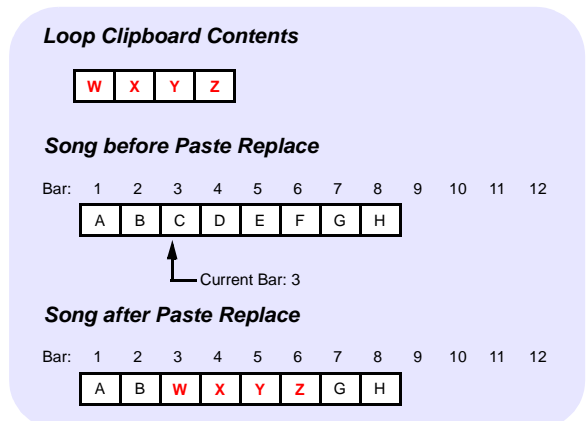 Loop Clipboard Contents
W X Y Z
Song before Paste Replace
Bar: 1 2 3 4 5 6 7 8 9 10 11 12
A B C D E F G H
Current Bar: 3
Song after Paste Replace
Bar: 1 2 3 4 5 6 7 8 9 10 11 12
A B W X Y Z G H